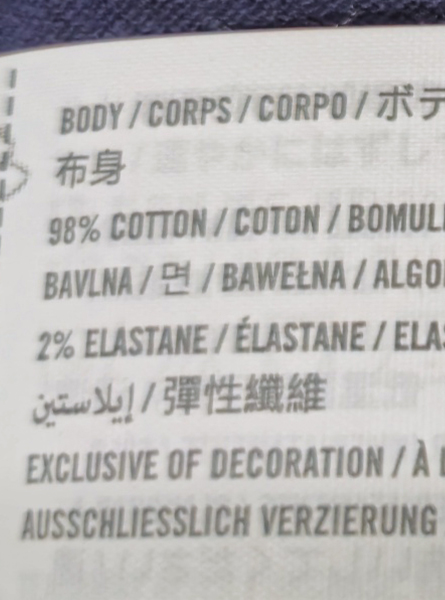 BODY / CORPS / CORPO / ボデ
布身
98% COTTON / COTON / BOMULL
BAVLNA / 면 / BAWEŁNA / ALGO
2% ELASTANE / ÉLASTANE / ELAS
إيلاستين / 彈性纖維
EXCLUSIVE OF DECORATION / À
AUSSCHLIESSLICH VERZIERUNG